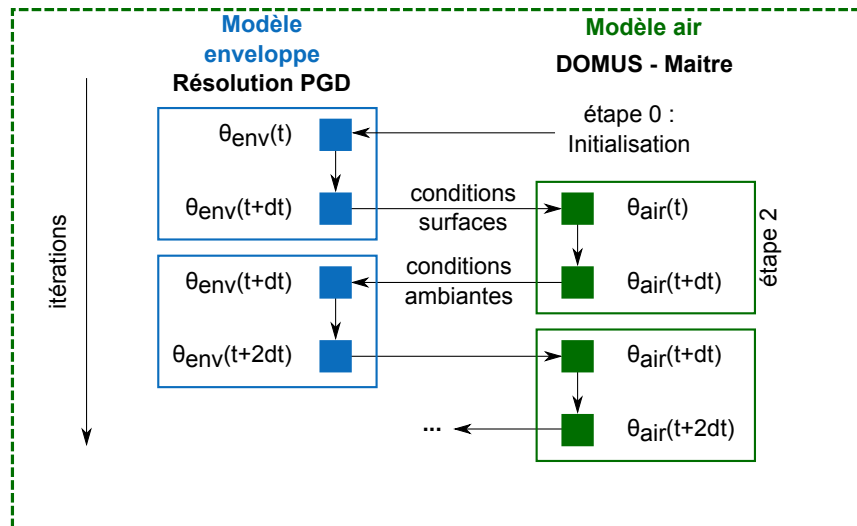 Modèle
enveloppe
Résolution PGD
Modèle air
DOMUS - Maitre
étape 0 :
Initialisation
θenv(t)
θenv(t+dt)
conditions
surfaces
θair(t)
θair(t+dt)
étape 2
itérations
θenv(t+dt)
conditions
ambiantes
θenv(t+2dt)
θair(t+dt)
θair(t+2dt)
...